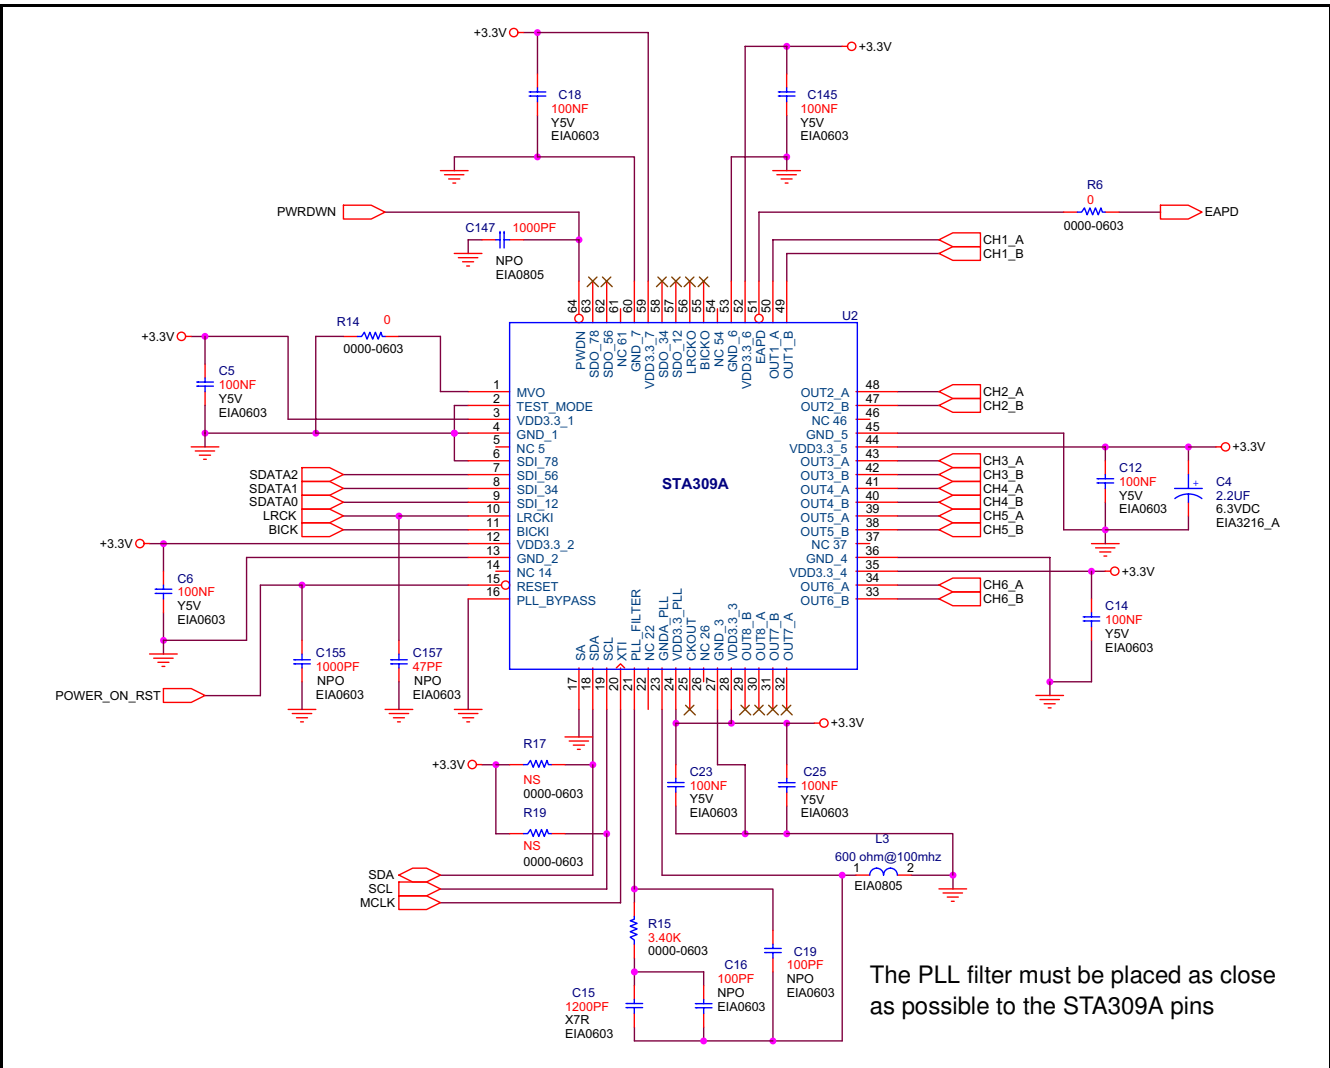 +3.3V
C18
100NF
Y5V
EIA0603
+3.3V
C145
100NF
Y5V
EIA0603
PWRDWN
C147
1000PF
NPO
EIA0805
R6
0
0000-0603
EAPD
CH1_A
CH1_B
64
63
62
61
60
59
58
57
56
55
54
53
52
51
50
49
U2
PWDN
SDO_78
SDO_56
NC 61
GND_7
VDD3.3_7
SDO_34
SDO_12
LRCKO
BICKO
NC 54
GND_6
VDD3.3_6
EAPD
OUT1_A
OUT1_B
+3.3V
R14
0
0000-0603
C5
100NF
Y5V
EIA0603
1 MVO
2 TEST_MODE
3 VDD3.3_1
4 GND_1
5 NC 5
6 SDI_78
SDATA2 7 SDI_56
SDATA1 8 SDI_34
SDATA0 9 SDI_12
LRCK 10 LRCKI
BICK 11 BICKI
+3.3V 12 VDD3.3_2
13 GND_2
14 NC 14
15 RESET
16 PLL_BYPASS
STA309A
OUT2_A 48 CH2_A
OUT2_B 47 CH2_B
NC 46 46
GND_5 45
VDD3.3_5 44 +3.3V
OUT3_A 43 CH3_A
OUT3_B 42 CH3_B
OUT4_A 41 CH4_A
OUT4_B 40 CH4_B
OUT5_A 39 CH5_A
OUT5_B 38 CH5_B
NC 37 37
GND_4 36
VDD3.3_4 35 +3.3V
OUT6_A 34 CH6_A
OUT6_B 33 CH6_B
C12
100NF
Y5V
EIA0603
+
C4
2.2UF
6.3VDC
EIA3216_A
C14
100NF
Y5V
EIA0603
C6
100NF
Y5V
EIA0603
C155
1000PF
NPO
EIA0603
C157
47PF
NPO
EIA0603
POWER_ON_RST
SA
SDA
SCL
XTI
PLL_FILTER
NC 22
GNDA_PLL
VDD3.3_PLL
CKOUT
NC 26
GND_3
VDD3.3_3
OUT8_B
OUT8_A
OUT7_B
OUT7_A
17
18
19
20
21
22
23
24
25
26
27
28
29
30
31
32
+3.3V
+3.3V
R17
NS
0000-0603
R19
NS
0000-0603
C23
100NF
Y5V
EIA0603
C25
100NF
Y5V
EIA0603
L3
600 ohm@100mhz
1
2
EIA0805
SDA
SCL
MCLK
R15
3.40K
0000-0603
C15
1200PF
X7R
EIA0603
C16
100PF
NPO
EIA0603
C19
100PF
NPO
EIA0603
The PLL filter must be placed as close
as possible to the STA309A pins